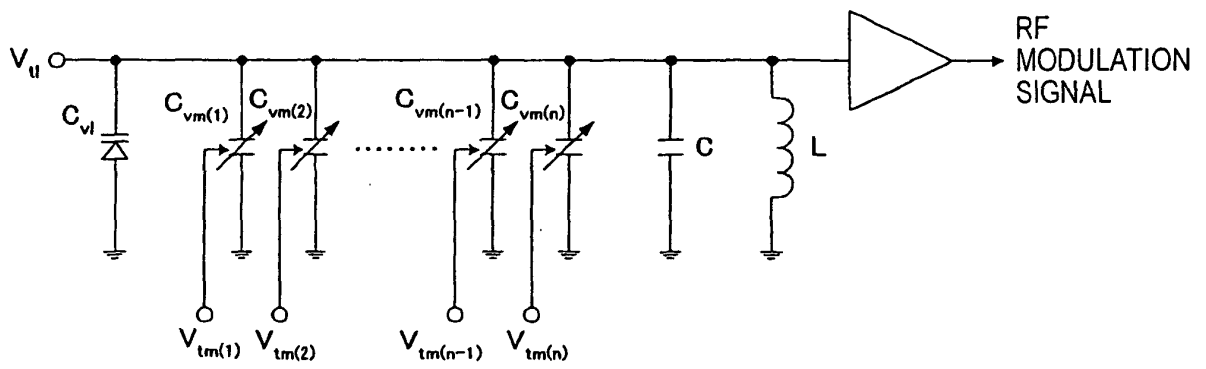 RF
MODULATION
SIGNAL
V_tl
C_vl
C_vm(1)
C_vm(2)
C_vm(n-1)
C_vm(n)
C
L
V_tm(1)
V_tm(2)
V_tm(n-1)
V_tm(n)